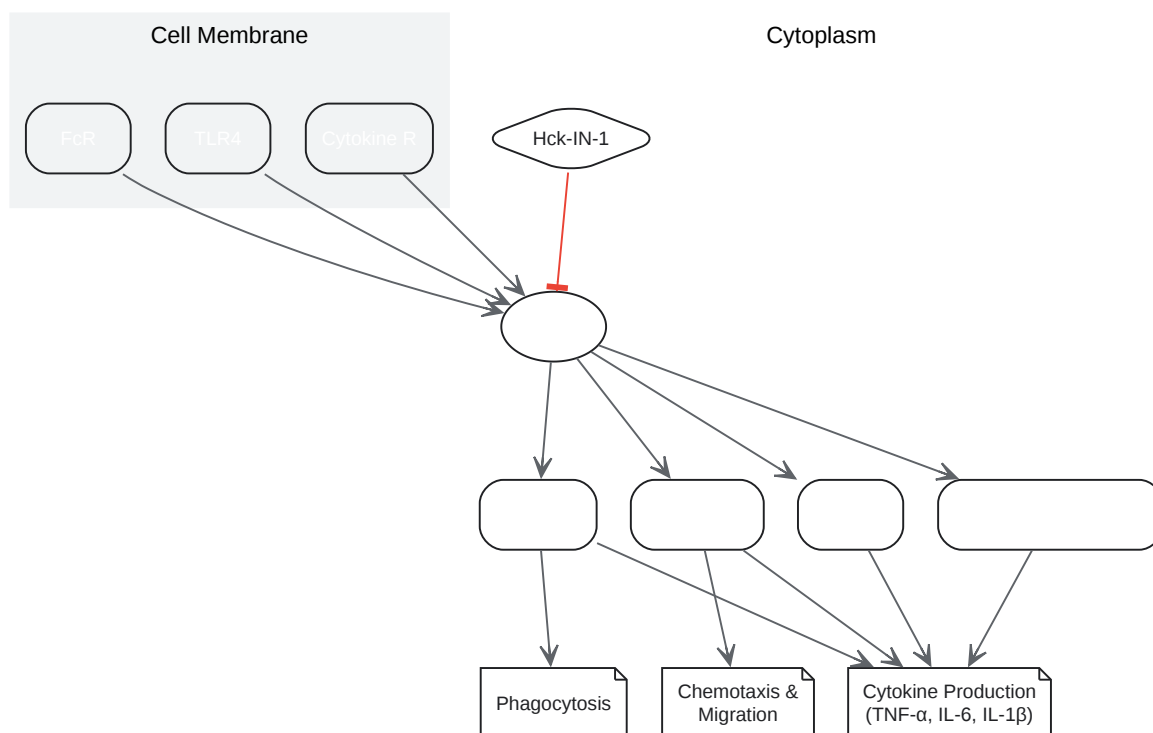 Cell Membrane
Cytoplasm
FcR
TLR4
Cytokine R
Hck-IN-1
Phagocytosis
Chemotaxis &
Migration
Cytokine Production
(TNF-α, IL-6, IL-1β)